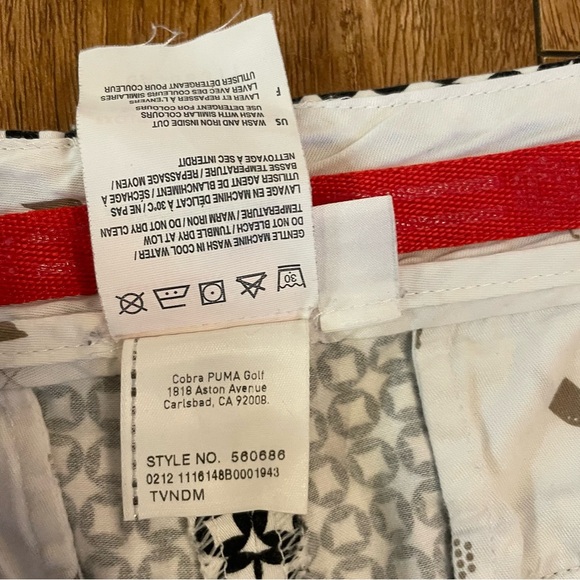 GENTLE MACHINE WASH IN COOL WATER/
DO NOT BLEACH/TUMBLE DRY AT LOW
TEMPERATURE/ WARM IRON/ DO NOT DRY CLEAN
LAVAGE EN MACHINE DÉLICAT À 30°C/ NE PAS
UTILISER AGENT DE BLANCHIMENT/ SÉCHAGE À
BASSE TEMPÉRATURE/ REPASSAGE MOYEN/
NETTOYAGE À SEC INTERDIT
US
WASH AND IRON INSIDE OUT
WASH WITH SIMILAR COLOURS
USE DETERGENT FOR COLOURS
F
LAVER ET REPASSER À L'ENVERS
LAVER AVEC DES COULEURS SIMILAIRES
UTILISER DÉTERGENT POUR COULEUR
30
Cobra PUMA Golf
1818 Aston Avenue
Carlsbad, CA 92008.
STYLE NO. 560686
0212 1116148B0001943
TVNDM